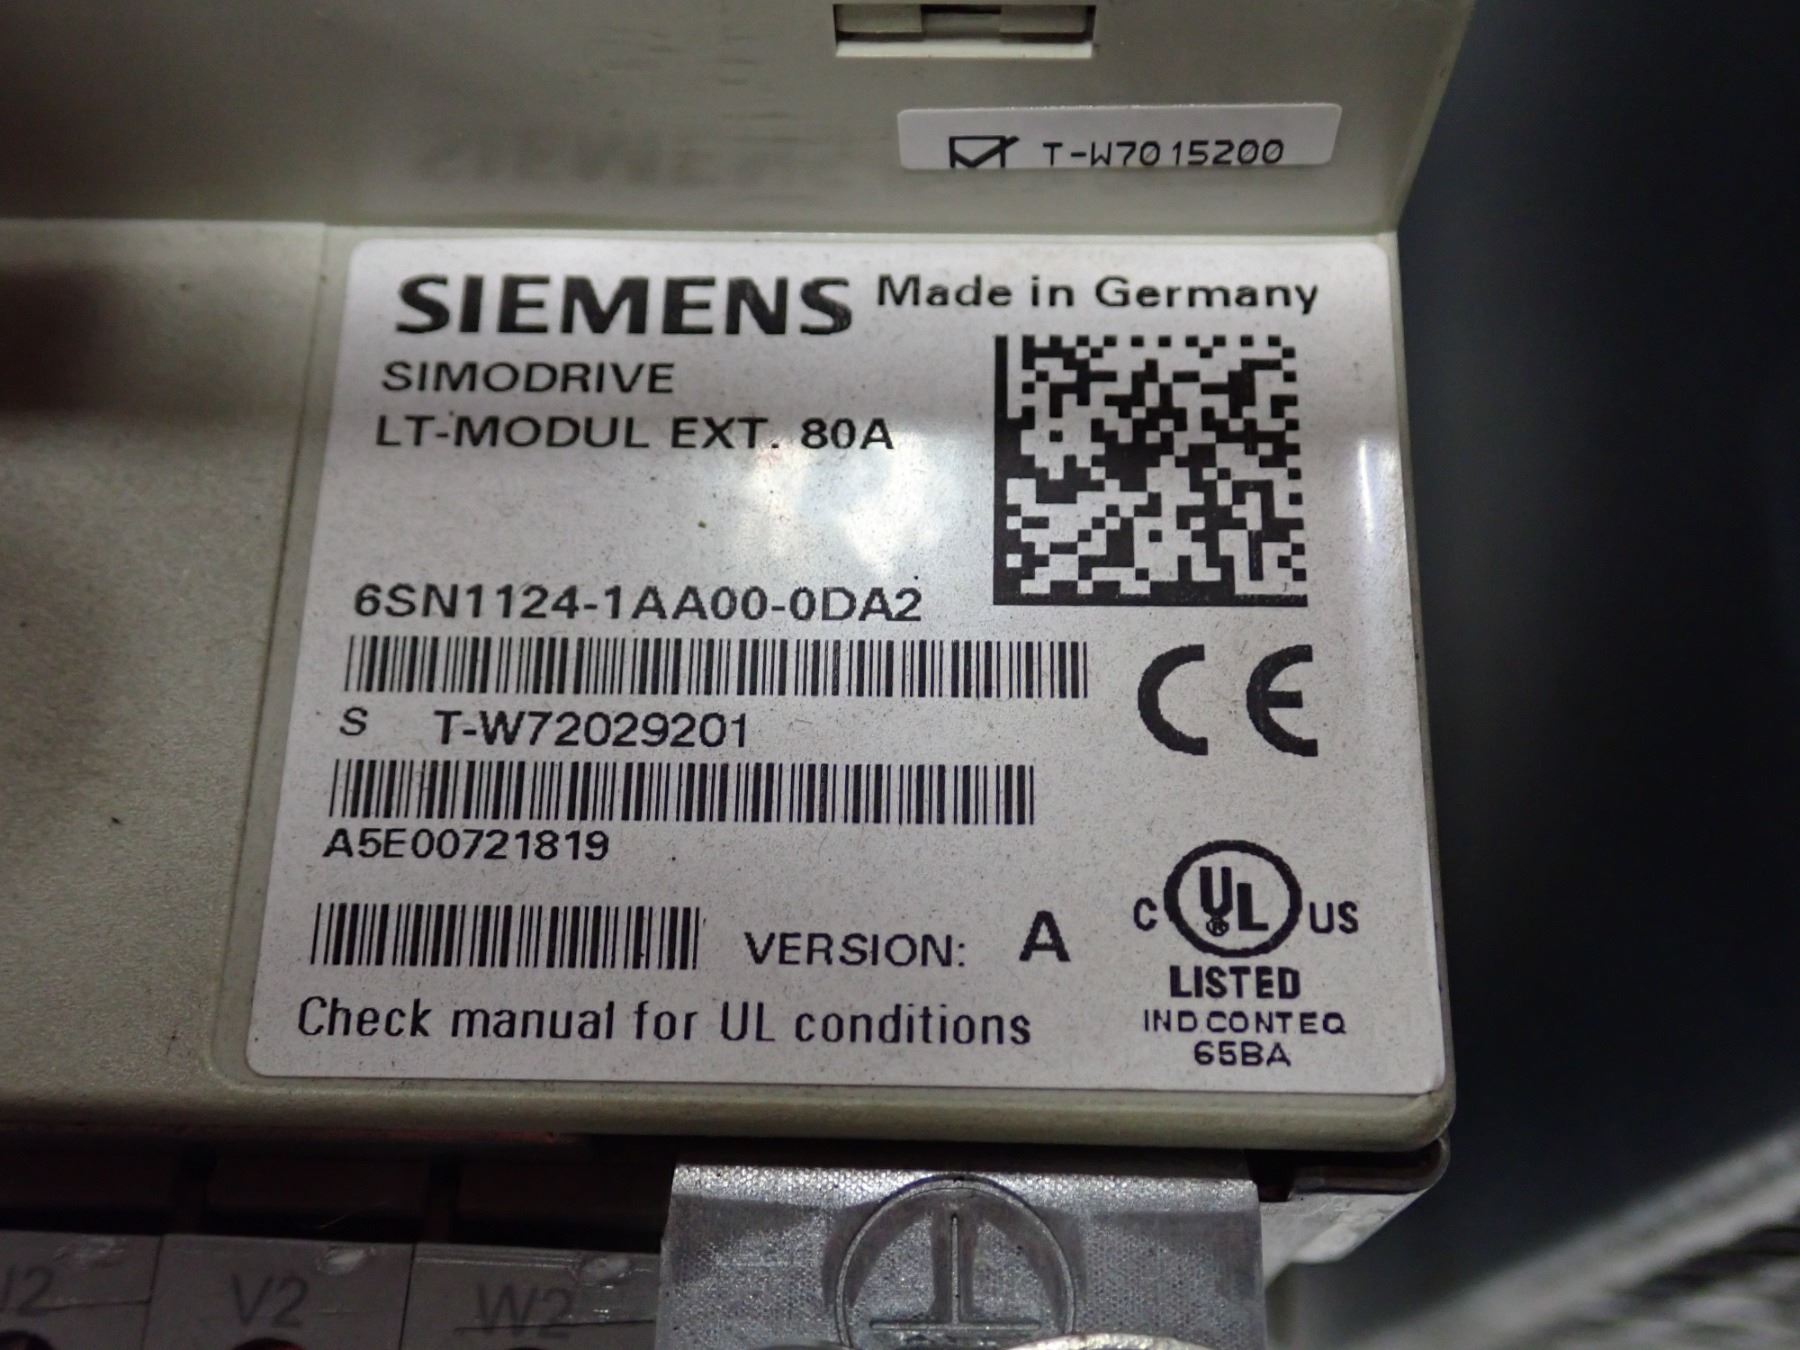 T-W7015200
SIEMENS Made in Germany
SIMODRIVE
LT-MODUL EXT. 80A
6SN1124-1AA00-0DA2
S T-W72029201
A5E00721819
VERSION: A
C UL US
LISTED
IND.CONT.EQ
65BA
Check manual for UL conditions
V2 W2